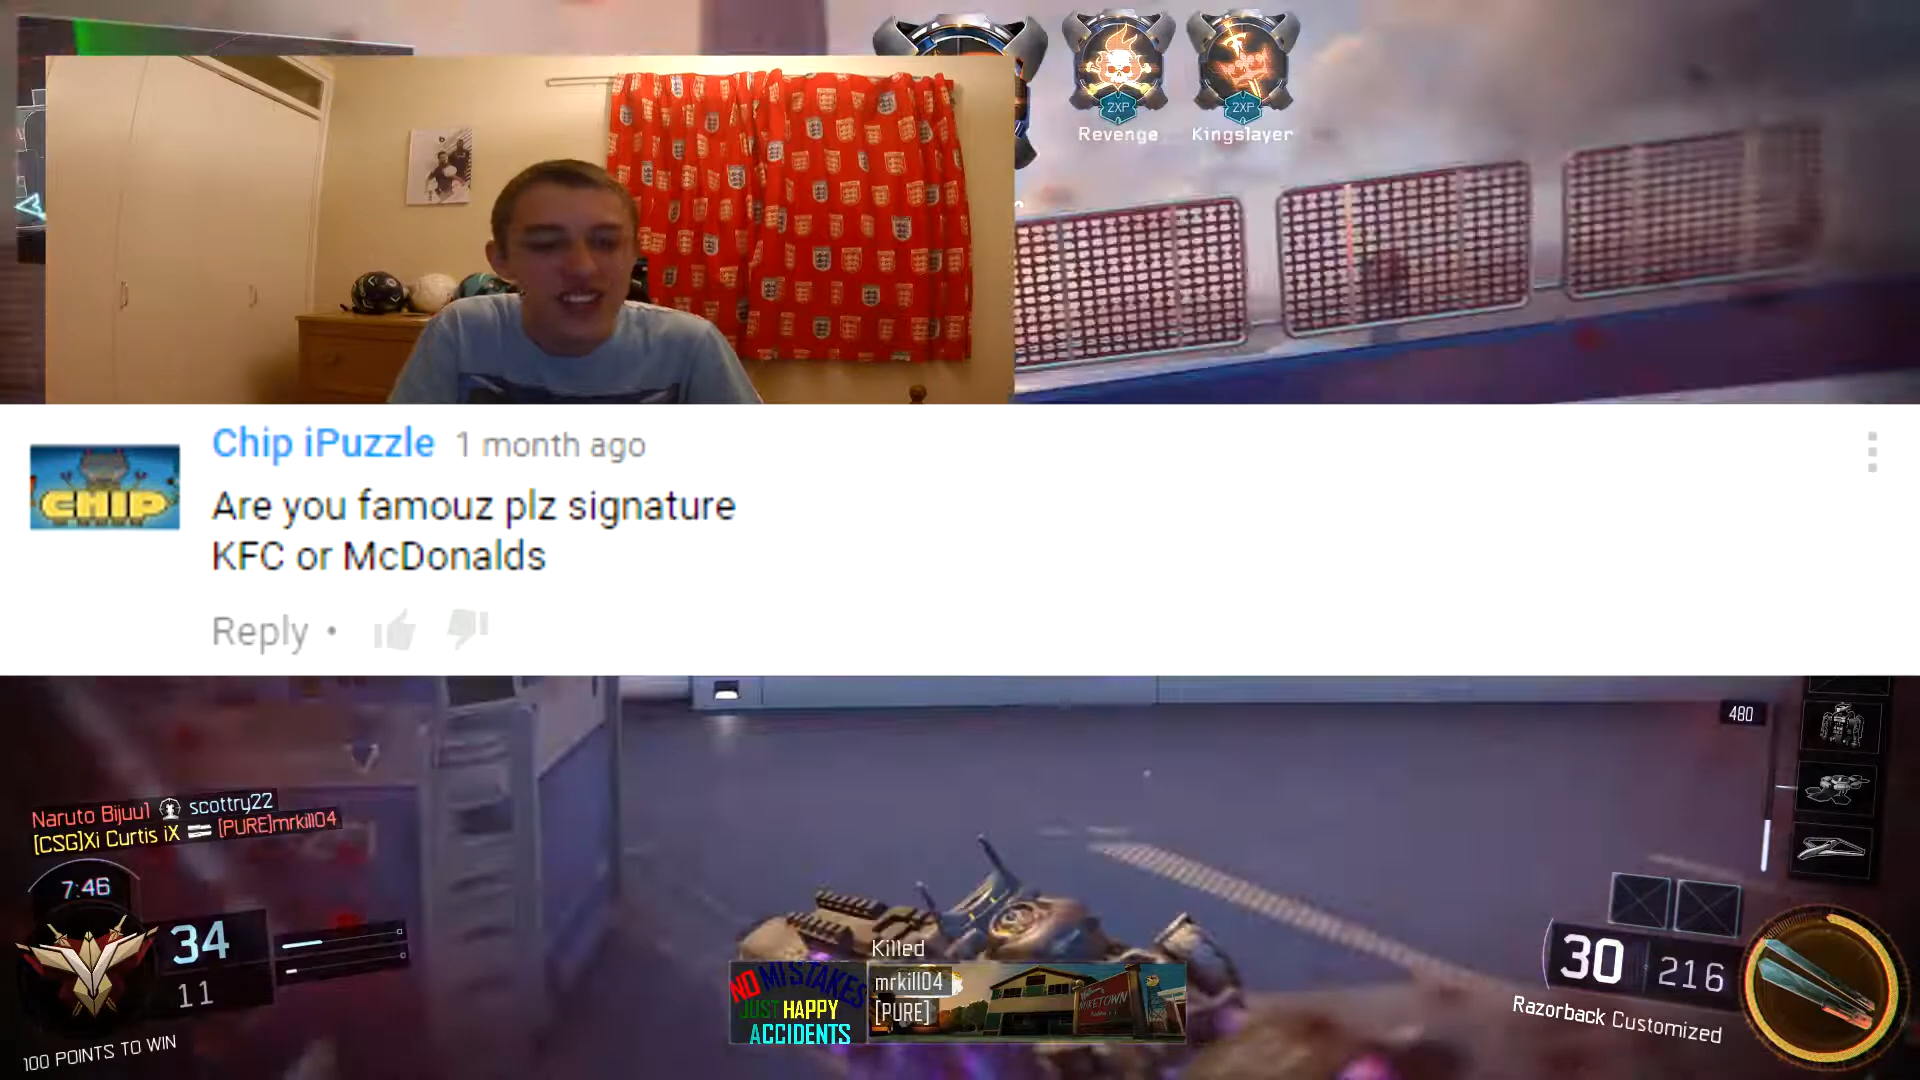 2XP
2XP
Revenge
Kingslayer
CHIP
Chip iPuzzle 1 month ago
Are you famouz plz signature
KFC or McDonalds
Reply •
480
Naruto Bijuu1 scottry22
[CSG]Xi Curtis iX [PURE]mrkill04
7:46
34
11
100 POINTS TO WIN
Killed
mrkill04
[PURE]
NO MISTAKES
JUST HAPPY
ACCIDENTS
NUKETOWN
30 216
Razorback Customized